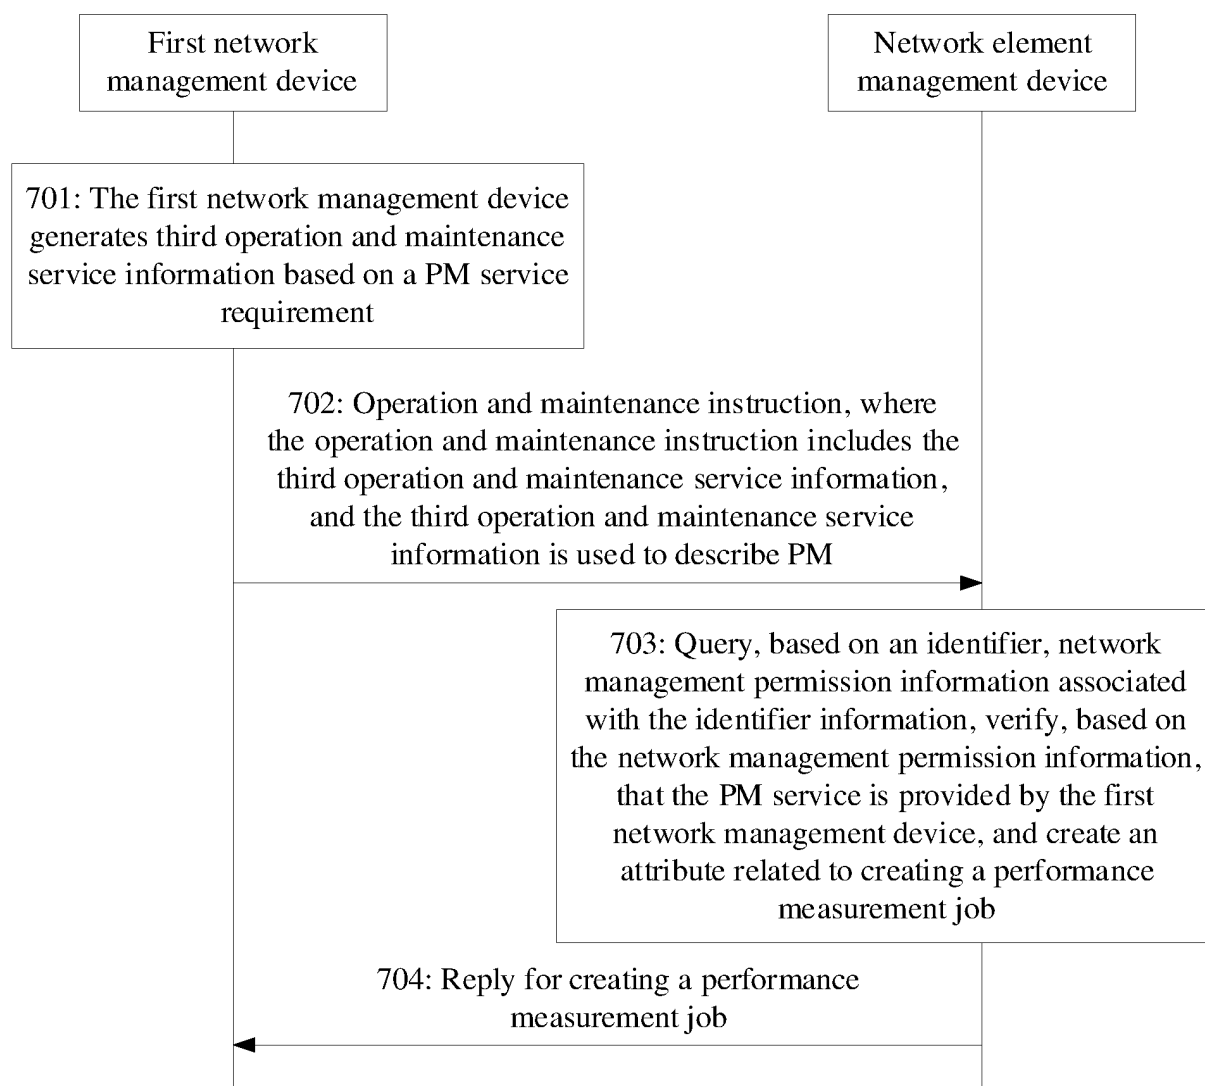 First network
management device
Network element
management device
701: The first network management device
generates third operation and maintenance
service information based on a PM service
requirement
702: Operation and maintenance instruction, where
the operation and maintenance instruction includes the
third operation and maintenance service information,
and the third operation and maintenance service
information is used to describe PM
703: Query, based on an identifier, network
management permission information associated
with the identifier information, verify, based on
the network management permission information,
that the PM service is provided by the first
network management device, and create an
attribute related to creating a performance
measurement job
704: Reply for creating a performance
measurement job